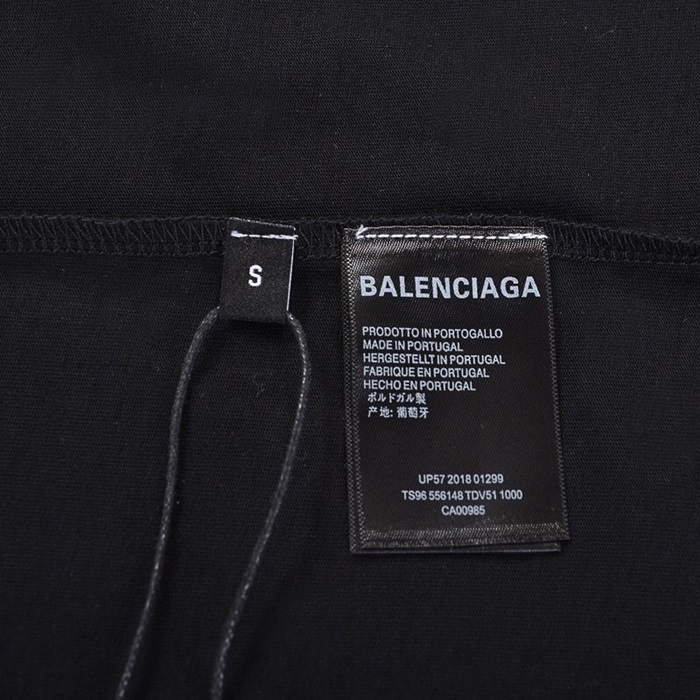 S
BALENCIAGA
PRODOTTO IN PORTOGALLO
MADE IN PORTUGAL
HERGESTELLT IN PORTUGAL
FABRIQUE EN PORTUGAL
HECHO EN PORTUGAL
ポルドガル製
产地: 葡萄牙
UP57 2018 01299
TS96 556148 TDV51 1000
CA00985